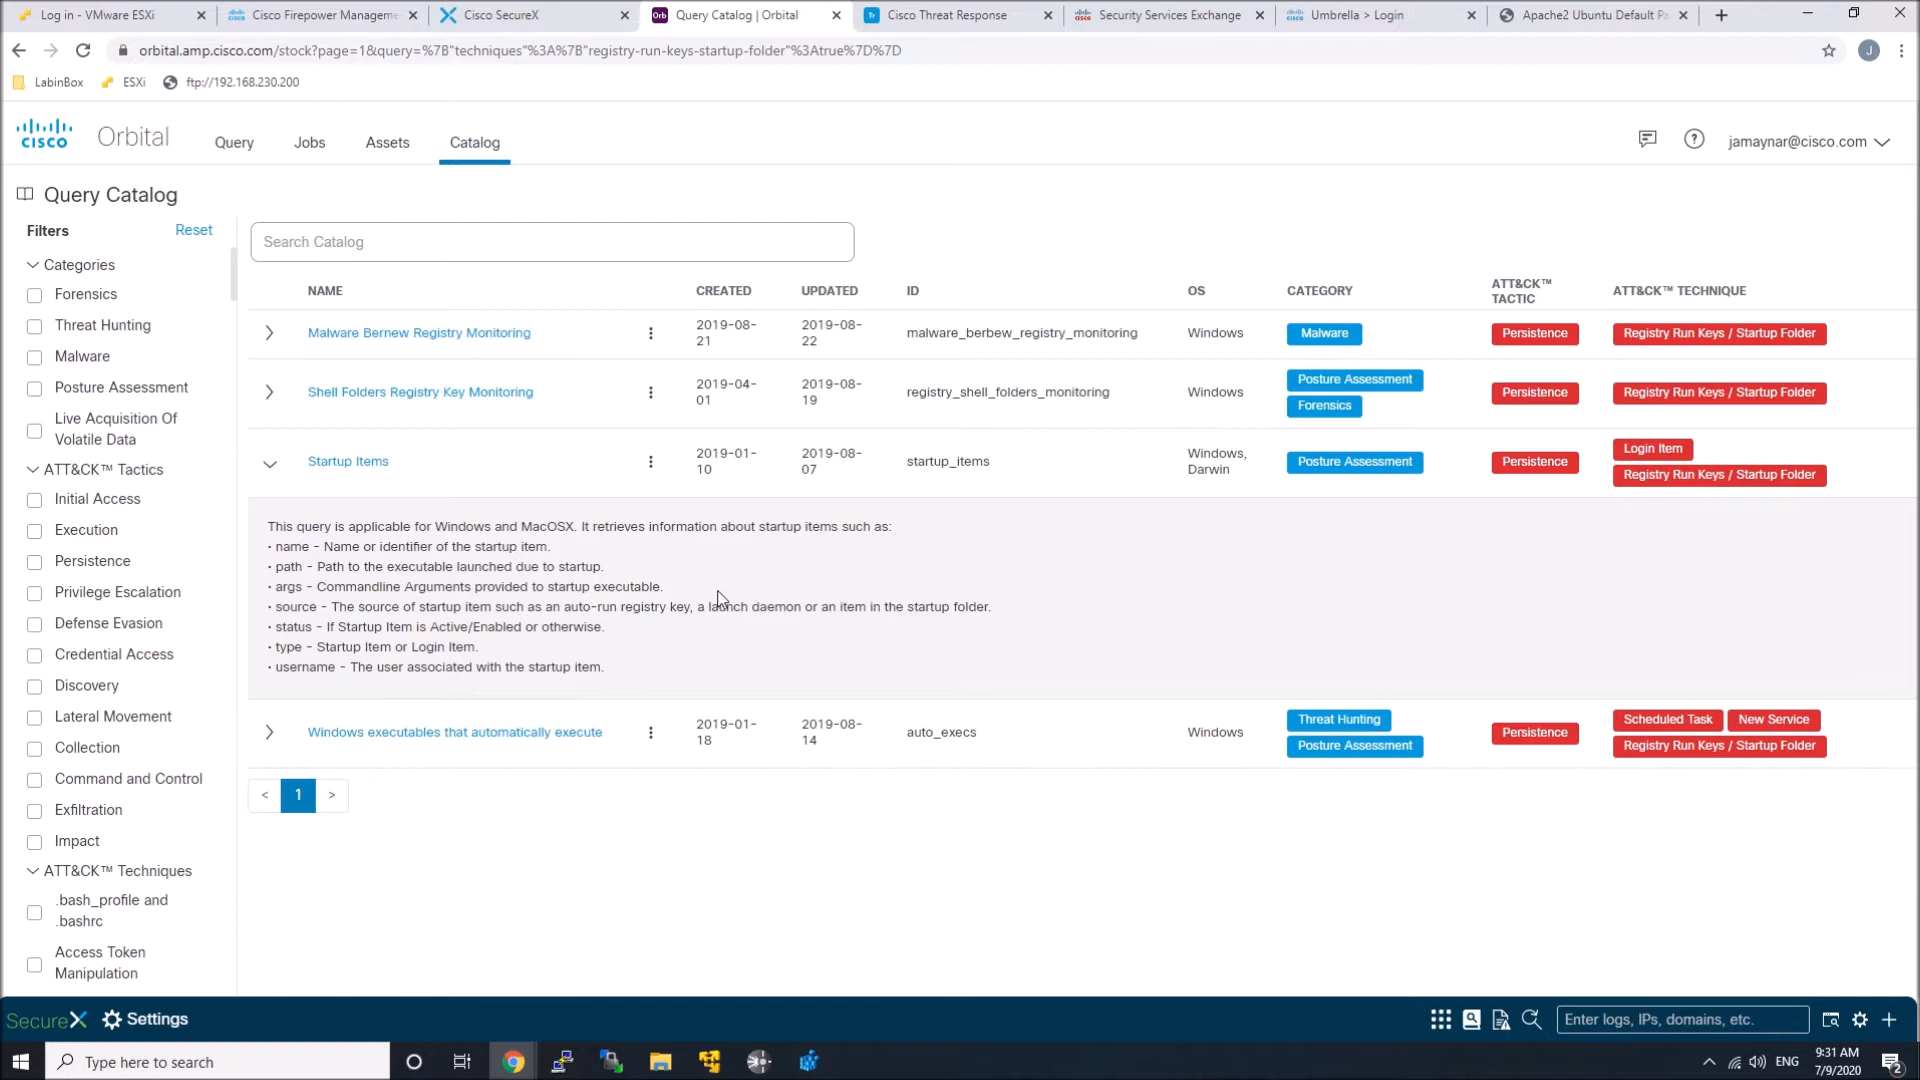 Log in - VMware ESXi
Cisco Firepower Manageme
Cisco SecureX
Query Catalog | Orbital
Cisco Threat Response
Security Services Exchange
Umbrella > Login
Apache2 Ubuntu Default Pa
orbital.amp.cisco.com/stock?page=1&query=%7B"techniques"%3A%7B"registry-run-keys-startup-folder"%3Atrue%7D%7D
J
LabinBox
ESXi
ftp://192.168.230.200
cisco
Orbital
Query
Jobs
Assets
Catalog
jamaynar@cisco.com
Query Catalog
Filters
Reset
Categories
Forensics
Threat Hunting
Malware
Posture Assessment
Live Acquisition Of
Volatile Data
ATT&CK™ Tactics
Initial Access
Execution
Persistence
Privilege Escalation
Defense Evasion
Credential Access
Discovery
Lateral Movement
Collection
Command and Control
Exfiltration
Impact
ATT&CK™ Techniques
.bash_profile and
.bashrc
Access Token
Manipulation
Search Catalog
NAME CREATED UPDATED ID OS CATEGORY ATT&CK™ TACTIC ATT&CK™ TECHNIQUE
Malware Bernew Registry Monitoring 2019-08-21 2019-08-22 malware_berbew_registry_monitoring Windows Malware Persistence Registry Run Keys / Startup Folder
Shell Folders Registry Key Monitoring 2019-04-01 2019-08-19 registry_shell_folders_monitoring Windows Posture Assessment Forensics Persistence Registry Run Keys / Startup Folder
Startup Items 2019-01-10 2019-08-07 startup_items Windows, Darwin Posture Assessment Persistence Login Item Registry Run Keys / Startup Folder
This query is applicable for Windows and MacOSX. It retrieves information about startup items such as:
• name - Name or identifier of the startup item.
• path - Path to the executable launched due to startup.
• args - Commandline Arguments provided to startup executable.
• source - The source of startup item such as an auto-run registry key, a launch daemon or an item in the startup folder.
• status - If Startup Item is Active/Enabled or otherwise.
• type - Startup Item or Login Item.
• username - The user associated with the startup item.
Windows executables that automatically execute 2019-01-18 2019-08-14 auto_execs Windows Threat Hunting Posture Assessment Persistence Scheduled Task New Service Registry Run Keys / Startup Folder
< 1 >
SecureX
Settings
Enter logs, IPs, domains, etc.
Type here to search
ENG
9:31 AM
7/9/2020
2